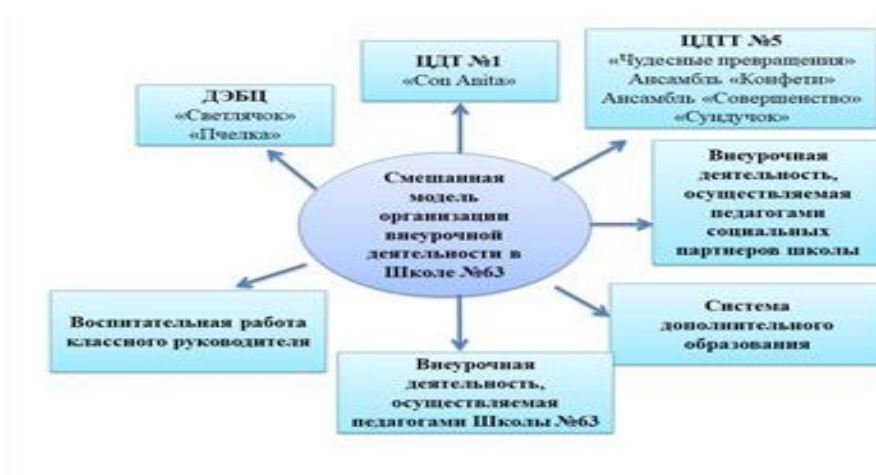 ЦДТ №1
«Con Anita»
ЦДТТ №5
«Чудесные превращения»
Ансамбль «Конфети»
Ансамбль «Совершенство»
«Сундучок»
ДЭБЦ
«Светлячок»
«Пчелка»
Смешанная
модель
организации
внеурочной
деятельности в
Школе №63
Внеурочная
деятельность,
осуществляемая
педагогами
социальных
партнеров школы
Воспитательная работа
классного руководителя
Система
дополнительного
образования
Внеурочная
деятельность,
осуществляемая
педагогами Школы №63